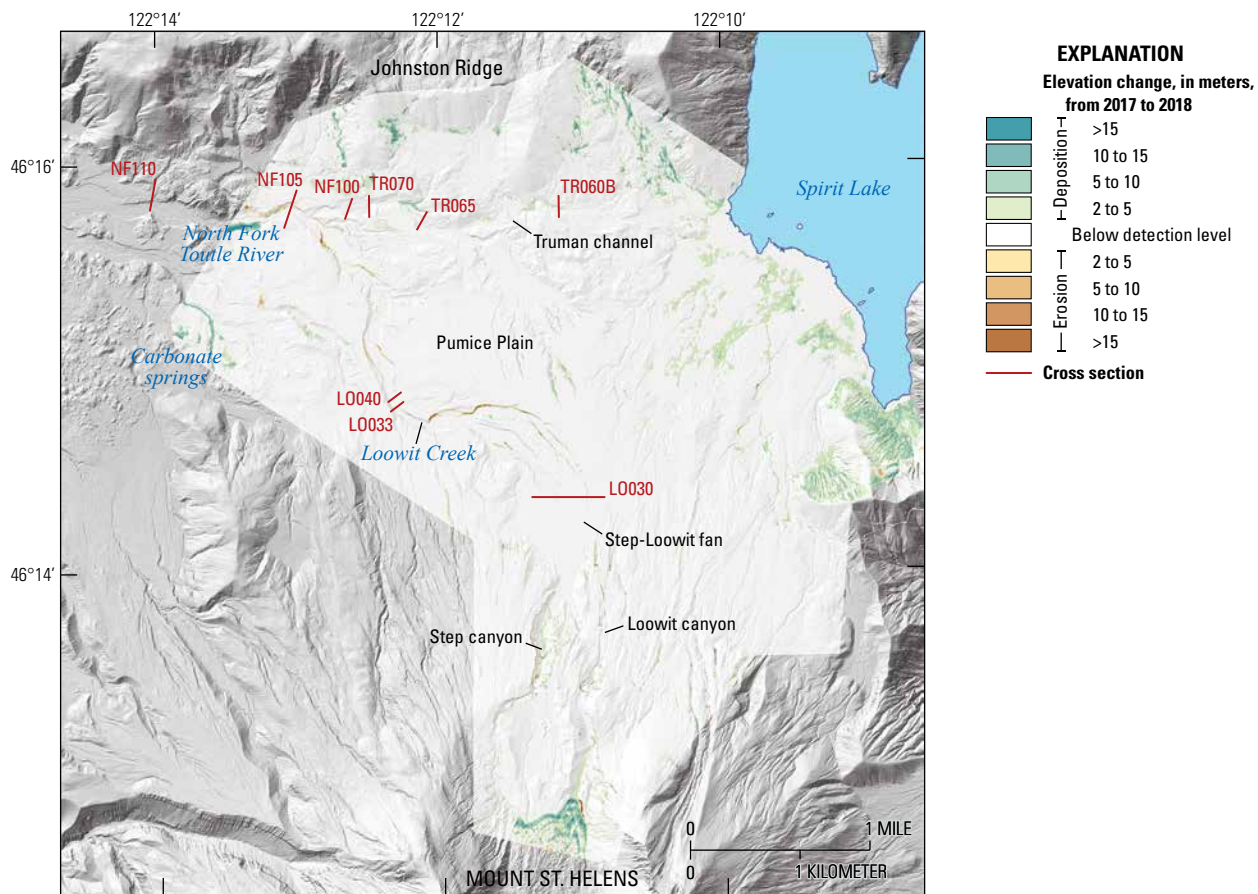 122°14′
122°12′
122°10′
Johnston Ridge
46°16′
NF110
NF105
NF100
TR070
TR065
TR060B
Spirit Lake
North Fork
Toutle River
Truman channel
Carbonate
springs
Pumice Plain
LO040
LO033
Loowit Creek
LO030
Step-Loowit fan
46°14′
Step canyon
Loowit canyon
0
1 MILE
0
1 KILOMETER
MOUNT ST. HELENS
EXPLANATION
Elevation change, in meters,
from 2017 to 2018
Deposition
>15
10 to 15
5 to 10
2 to 5
Below detection level
Erosion
2 to 5
5 to 10
10 to 15
>15
Cross section